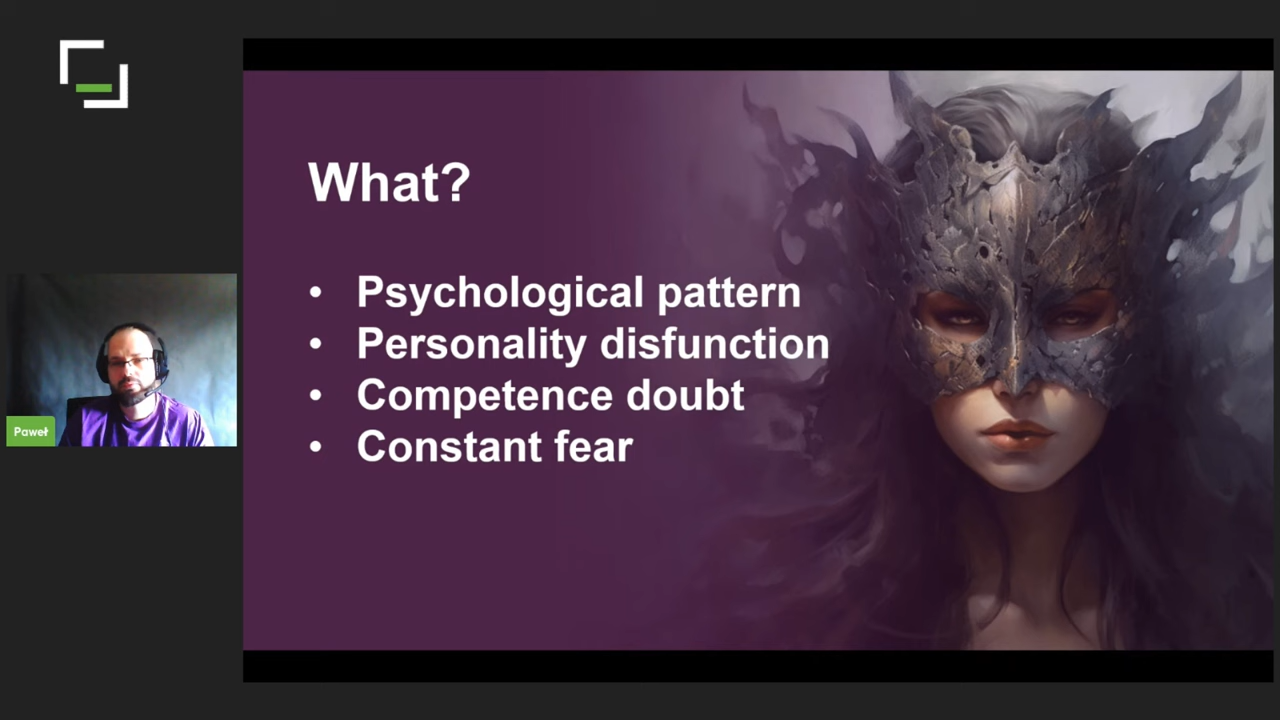 What?
• Psychological pattern
• Personality disfunction
• Competence doubt
• Constant fear
Paweł